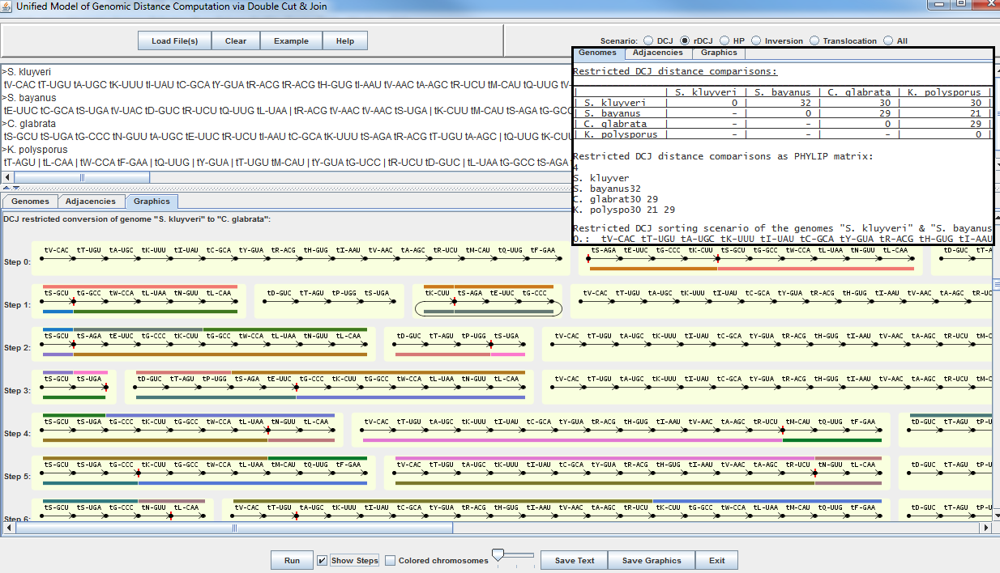 Unified Model of Genomic Distance Computation via Double Cut & Join
Load File(s) Clear Example Help
Scenario: DCJ rDCJ HP Inversion Translocation All
>S. kluyveri
tV-CAC tT-UGU tA-UGC tK-UUU tI-UAU tC-GCA tY-GUA tR-ACG tR-ACG tH-GUG tI-AAU tV-AAC tA-AGC tR-UCU tM-CAU tQ-UUG tV-
>S. bayanus
tE-UUC tC-GCA tS-UGA tV-UAC tD-GUC tR-UCU tQ-UUG tL-UAA | tR-ACG tV-AAC tV-AAC tS-UGA | tK-CUU tM-CAU tS-AGA tG-GCC
>C. glabrata
tS-GCU tS-UGA tG-CCC tN-GUU tA-UGC tE-UUC tR-UCU tI-AAU tC-GCA tK-UUU tS-AGA tR-ACG tT-UGU tA-AGC | tQ-UUG tK-CUU
>K. polysporus
tT-AGU | tL-CAA | tW-CCA tF-GAA | tQ-UUG | tY-GUA | tT-UGU tM-CAU | tY-GUA tG-UCC | tR-UCU tD-GUC | tL-UAA tG-GCC tS-AGA
Genomes Adjacencies Graphics
Restricted DCJ distance comparisons:
| | S. kluyveri | S. bayanus | C. glabrata | K. polysporus |
| S. kluyveri | 0 | 32 | 30 | 30 |
| S. bayanus | - | 0 | 29 | 21 |
| C. glabrata | - | - | 0 | 29 |
| K. polysporus | - | - | - | 0 |
Restricted DCJ distance comparisons as PHYLIP matrix:
4
S. kluyver
S. bayanus32
C. glabrat30 29
K. polyspo30 21 29
Restricted DCJ sorting scenario of the genomes "S. kluyveri" & "S. bayanus
0.: tV-CAC tT-UGU tA-UGC tK-UUU tI-UAU tC-GCA tY-GUA tR-ACG tH-GUG tI-AAU
Genomes Adjacencies Graphics
DCJ restricted conversion of genome "S. kluyveri" to "C. glabrata":
Step 0: tV-CAC tT-UGU tA-UGC tK-UUU tI-UAU tC-GCA tY-GUA tR-ACG tH-GUG tI-AAU tV-AAC tA-AGC tR-UCU tM-CAU tQ-UUG tF-GAA tS-AGA tE-UUC tG-CCC tK-CUU tS-GCU tG-GCC tW-CCA tL-UAA tN-GUU tL-CAA tD-GUC tT-A
Step 1: tS-GCU tG-GCC tW-CCA tL-UAA tN-GUU tL-CAA tD-GUC tT-AGU tP-UGG tS-UGA tK-CUU tS-AGA tE-UUC tG-CCC tV-CAC tT-UGU tA-UGC tK-UUU tI-UAU tC-GCA tY-GUA tR-ACG tH-GUG tI-AAU tV-AAC tA-AGC tR-UC
Step 2: tS-GCU tS-AGA tE-UUC tG-CCC tK-CUU tG-GCC tW-CCA tL-UAA tN-GUU tL-CAA tD-GUC tT-AGU tP-UGG tS-UGA tV-CAC tT-UGU tA-UGC tK-UUU tI-UAU tC-GCA tY-GUA tR-ACG tH-GUG tI-AAU tV-AAC tA-AGC tR-UCU tM-C
Step 3: tS-GCU tS-UGA tD-GUC tT-AGU tP-UGG tS-AGA tE-UUC tG-CCC tK-CUU tG-GCC tW-CCA tL-UAA tN-GUU tL-CAA tV-CAC tT-UGU tA-UGC tK-UUU tI-UAU tC-GCA tY-GUA tR-ACG tH-GUG tI-AAU tV-AAC tA-AGC tR-UCU tM-C
Step 4: tS-GCU tS-UGA tG-CCC tK-CUU tG-GCC tW-CCA tL-UAA tN-GUU tL-CAA tV-CAC tT-UGU tA-UGC tK-UUU tI-UAU tC-GCA tY-GUA tR-ACG tH-GUG tI-AAU tV-AAC tA-AGC tR-UCU tM-CAU tQ-UUG tF-GAA tD-GUC tT-AGU tP-U
Step 5: tS-GCU tS-UGA tG-CCC tK-CUU tG-GCC tW-CCA tL-UAA tM-CAU tQ-UUG tF-GAA tV-CAC tT-UGU tA-UGC tK-UUU tI-UAU tC-GCA tY-GUA tR-ACG tH-GUG tI-AAU tV-AAC tA-AGC tR-UCU tN-GUU tL-CAA tD-GUC tT-AGU tP-U
Step 6: tS-GCU tS-UGA tG-CCC tN-GUU tL-CAA tV-CAC tT-UGU tA-UGC tK-UUU tI-UAU tC-GCA tY-GUA tR-ACG tH-GUG tI-AAU tV-AAC tA-AGC tR-UCU tK-CUU tG-GCC tW-CCA tL-UAA tM-CAU tQ-UUG tF-GAA tD-GUC tT-AGU tP-U
Run Show Steps Colored chromosomes Save Text Save Graphics Exit